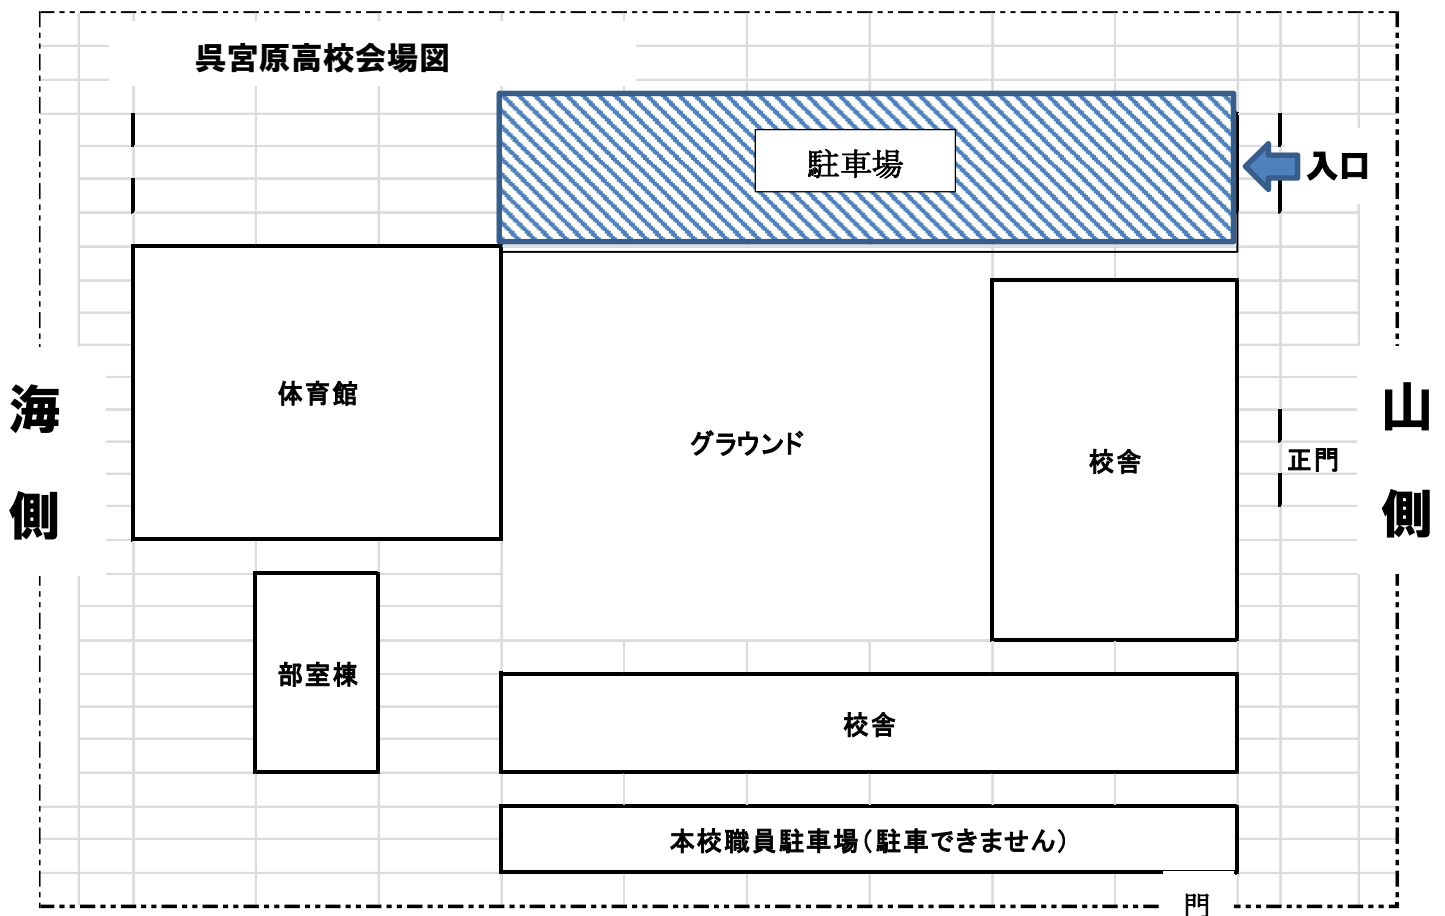 呉宮原高校会場図
駐車場
入口
体育館
グラウンド
校舎
正門
海側
山側
部室棟
校舎
本校職員駐車場（駐車できません）
門